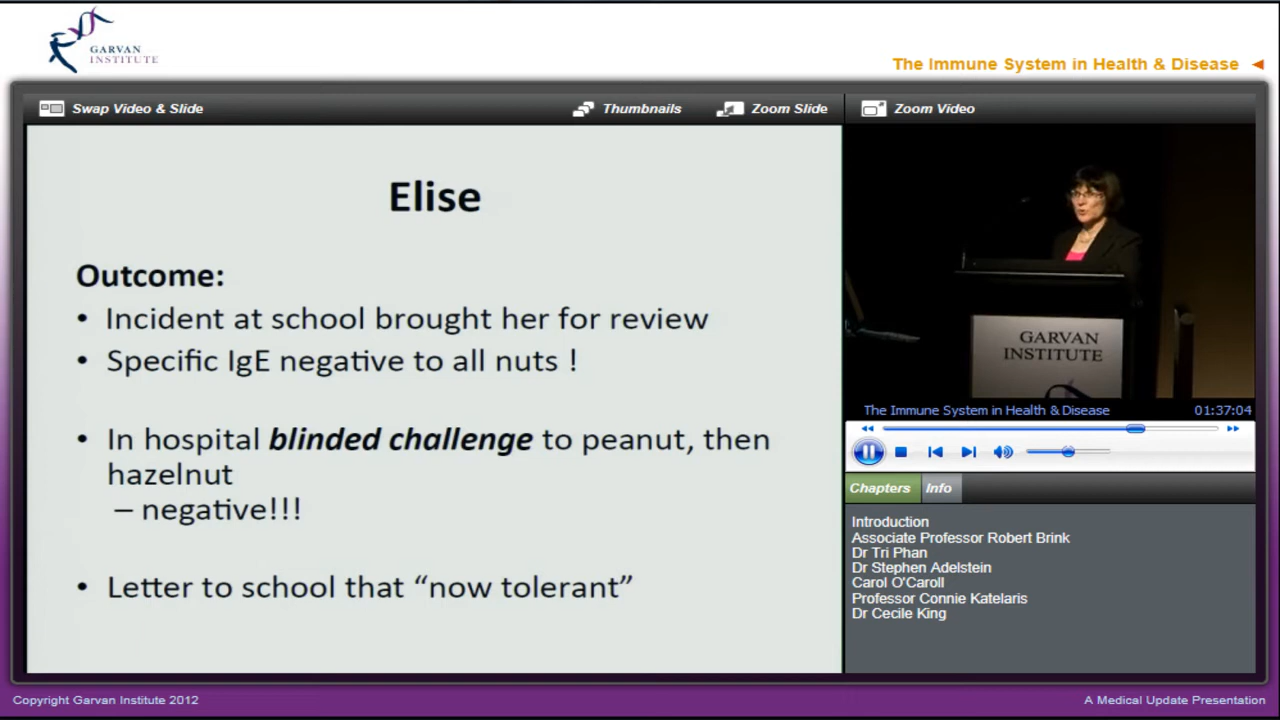 GARVAN
INSTITUTE
The Immune System in Health & Disease
Swap Video & Slide
Thumbnails
Zoom Slide
Zoom Video
Elise
Outcome:
• Incident at school brought her for review
• Specific IgE negative to all nuts !
• In hospital blinded challenge to peanut, then
hazelnut
– negative!!!
• Letter to school that “now tolerant”
GARVAN
INSTITUTE
The Immune System in Health & Disease
01:37:04
Chapters
Info
Introduction
Associate Professor Robert Brink
Dr Tri Phan
Dr Stephen Adelstein
Carol O'Caroll
Professor Connie Katelaris
Dr Cecile King
Copyright Garvan Institute 2012
A Medical Update Presentation